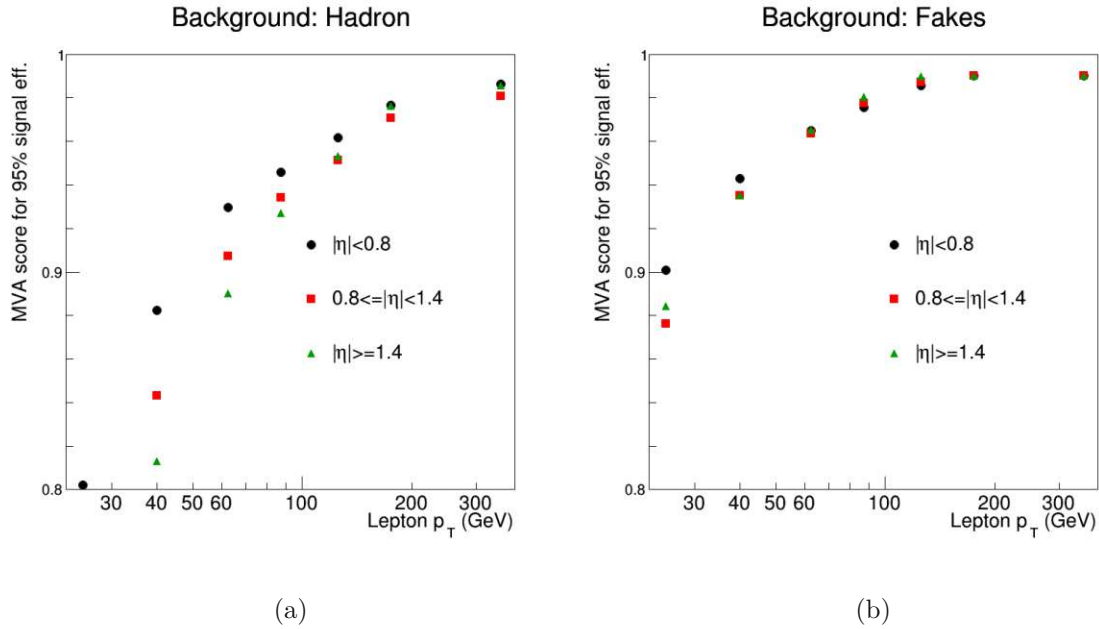 Background: Hadron
MVA score for 95% signal eff.
1
0.9
0.8
|η|<0.8
0.8<=|η|<1.4
|η|>=1.4
30 40 50 60 100 200 300
Lepton p_T (GeV)
(a)
Background: Fakes
MVA score for 95% signal eff.
1
0.9
0.8
|η|<0.8
0.8<=|η|<1.4
|η|>=1.4
30 40 50 60 100 200 300
Lepton p_T (GeV)
(b)